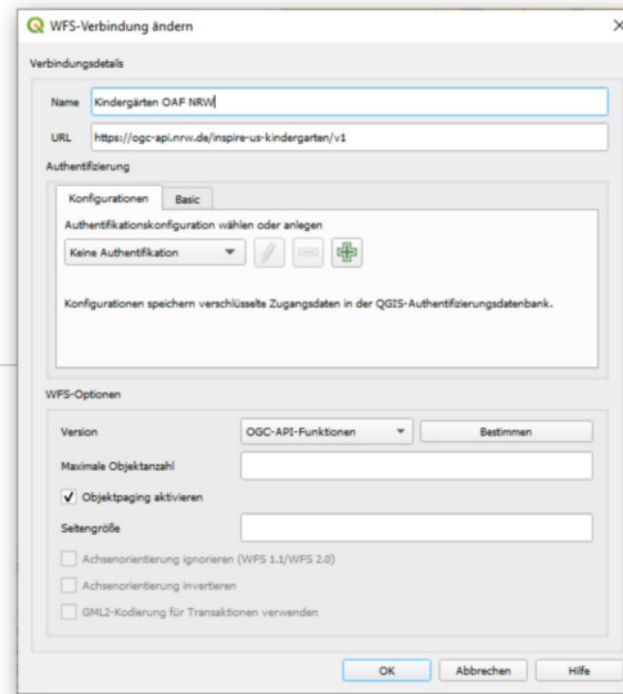 WFS-Verbindung ändern
Verbindungsdetails
Name Kindergärten OAF NRW
URL https://ogc-api.nrw.de/inspire-us-kindergarten/v1
Authentifizierung
Konfigurationen Basic
Authentifikationskonfiguration wählen oder anlegen
Keine Authentifikation
Konfigurationen speichern verschlüsselte Zugangsdaten in der QGIS-Authentifizierungsdatenbank.
WFS-Optionen
Version OGC-API-Funktionen Bestimmen
Maximale Objektanzahl
Objektpaging aktivieren
Seitengröße
Achsenorientierung ignorieren (WFS 1.1/WFS 2.0)
Achsenorientierung invertieren
GML2-Kodierung für Transaktionen verwenden
OK Abbrechen Hilfe